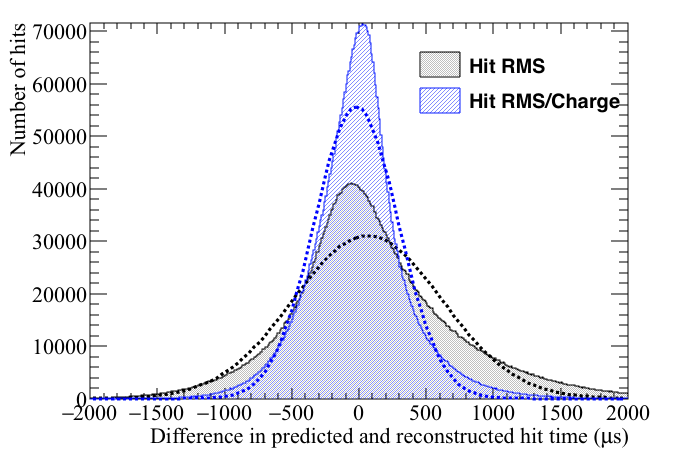 Number of hits
70000
60000
50000
40000
30000
20000
10000
0
Hit RMS
Hit RMS/Charge
−2000 −1500 −1000 −500 0 500 1000 1500 2000
Difference in predicted and reconstructed hit time (μs)